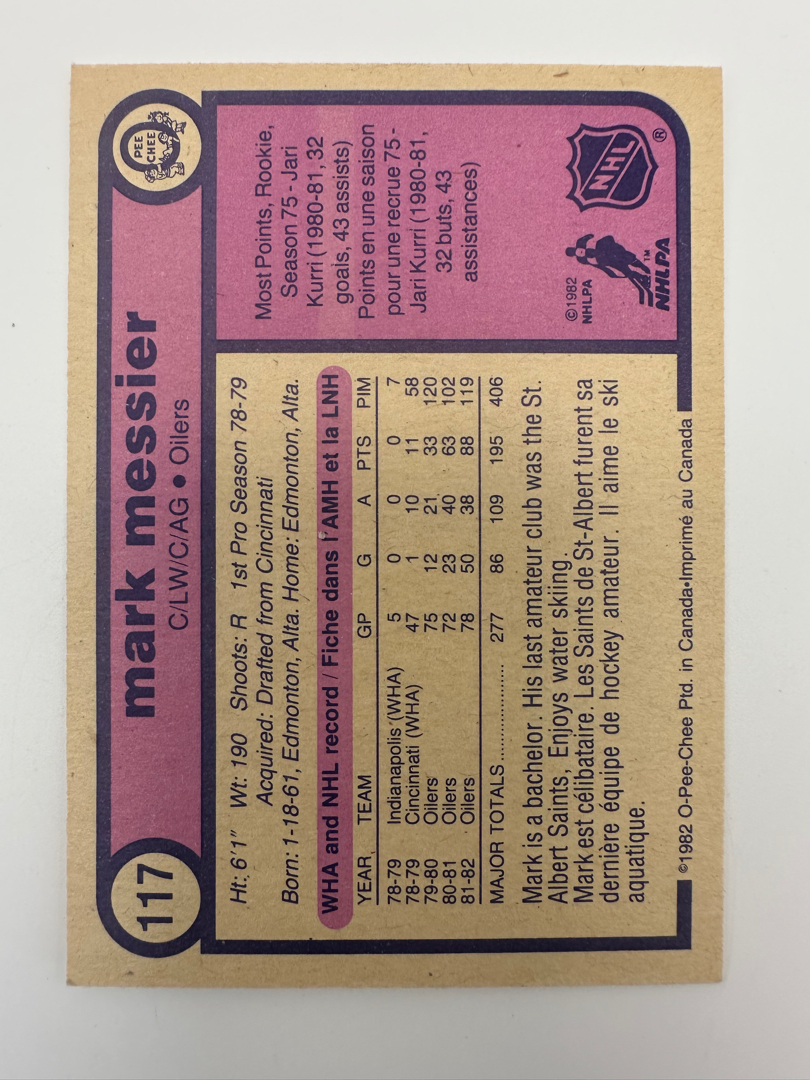 117
mark messier
C/LW/C/AG • Oilers
PEE
CHEE
Ht: 6'1" Wt: 190 Shoots: R 1st Pro Season 78-79
Acquired: Drafted from Cincinnati
Born: 1-18-61, Edmonton, Alta. Home: Edmonton, Alta.
WHA and NHL record / Fiche dans l'AMH et la LNH
YEAR TEAM GP G A PTS PIM
78-79 Indianapolis (WHA) 5 0 0 0 7
78-79 Cincinnati (WHA) 47 1 10 11 58
79-80 Oilers 75 12 21 33 120
80-81 Oilers 72 23 40 63 102
81-82 Oilers 78 50 38 88 119
MAJOR TOTALS..................... 277 86 109 195 406
Mark is a bachelor. His last amateur club was the St.
Albert Saints, Enjoys water skiing.
Mark est célibataire. Les Saints de St-Albert furent sa
dernière équipe de hockey amateur. Il aime le ski
aquatique.
Most Points, Rookie,
Season 75 - Jari
Kurri (1980-81, 32
goals, 43 assists)
Points en une saison
pour une recrue 75 -
Jari Kurri (1980-81,
32 buts, 43
assistances)
©1982
NHLPA
NHLPA™
NHL®
©1982 O-Pee-Chee Ptd. in Canada•Imprimé au Canada